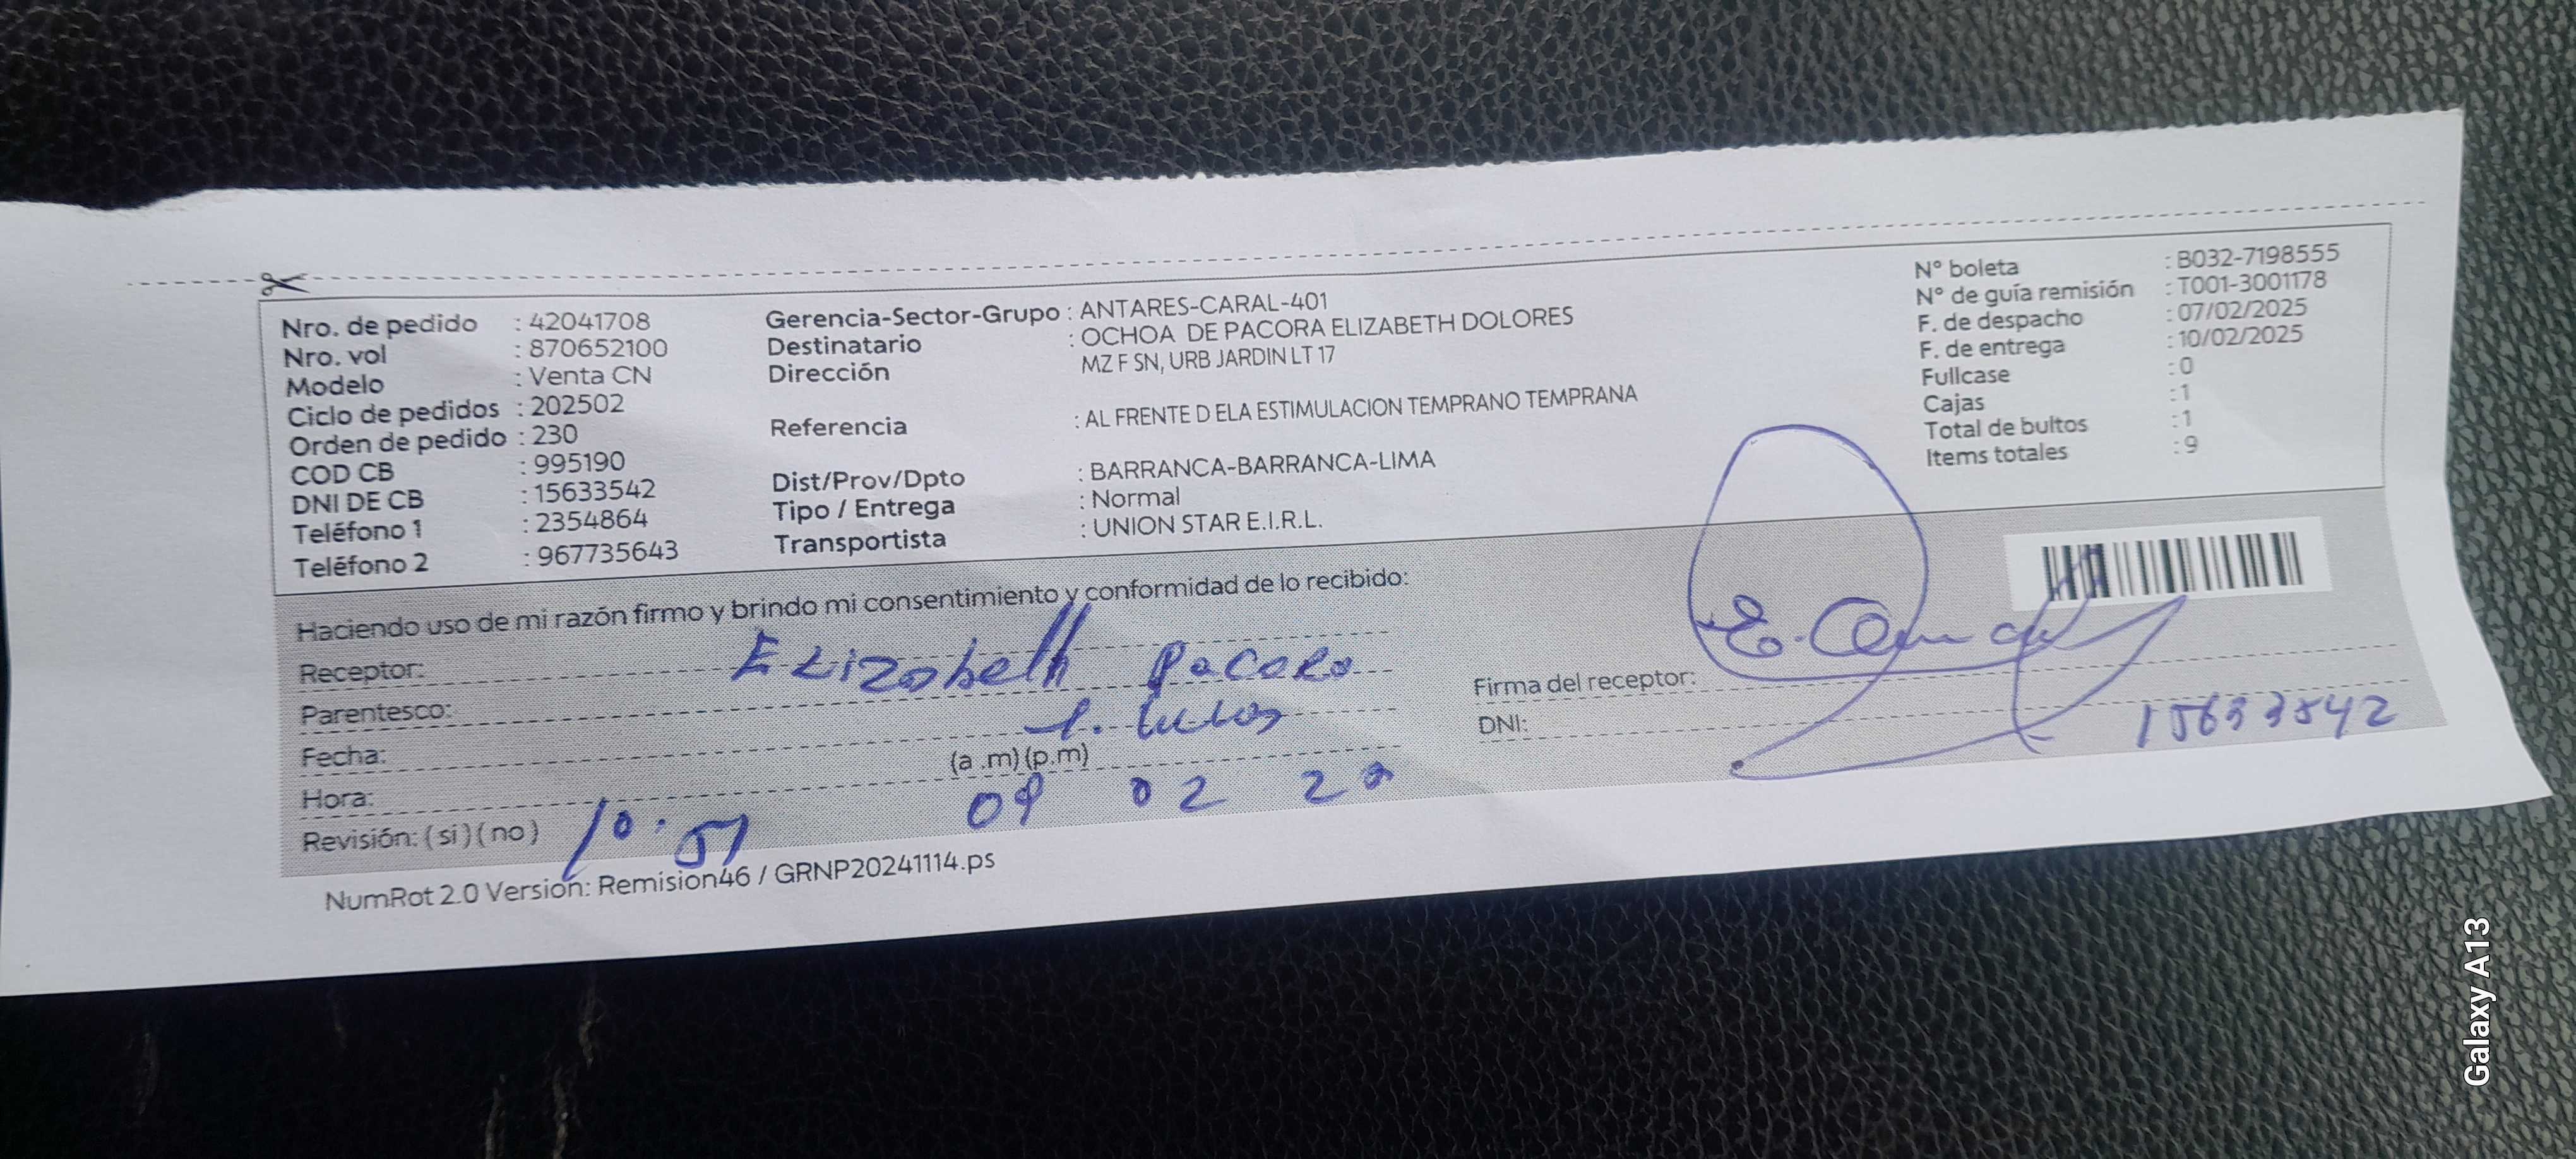 Nro. de pedido : 42041708
Nro. vol : 870652100
Modelo : Venta CN
Ciclo de pedidos : 202502
Orden de pedido : 230
COD CB : 995190
DNI DE CB : 15633542
Teléfono 1 : 2354864
Teléfono 2 : 967735643
Gerencia-Sector-Grupo : ANTARES-CARAL-401
Destinatario : OCHOA DE PACORA ELIZABETH DOLORES
Dirección MZ F SN, URB JARDIN LT 17
Referencia : AL FRENTE D ELA ESTIMULACION TEMPRANO TEMPRANA
Dist/Prov/Dpto : BARRANCA-BARRANCA-LIMA
Tipo / Entrega : Normal
Transportista : UNION STAR E.I.R.L.
N° boleta : B032-7198555
N° de guía remisión : T001-3001178
F. de despacho : 07/02/2025
F. de entrega : 10/02/2025
Fullcase : 0
Cajas : 1
Total de bultos : 1
Items totales : 9
Haciendo uso de mi razón firmo y brindo mi consentimiento y conformidad de lo recibido:
Receptor: Elizabeth Pacora
Parentesco:
Fecha:
(a .m) (p.m)
Hora: 02
Revisión: ( si ) ( no ) 10:51
Firma del receptor:
DNI: 15633542
NumRot 2.0 Version: Remision46 / GRNP20241114.ps
Galaxy A13